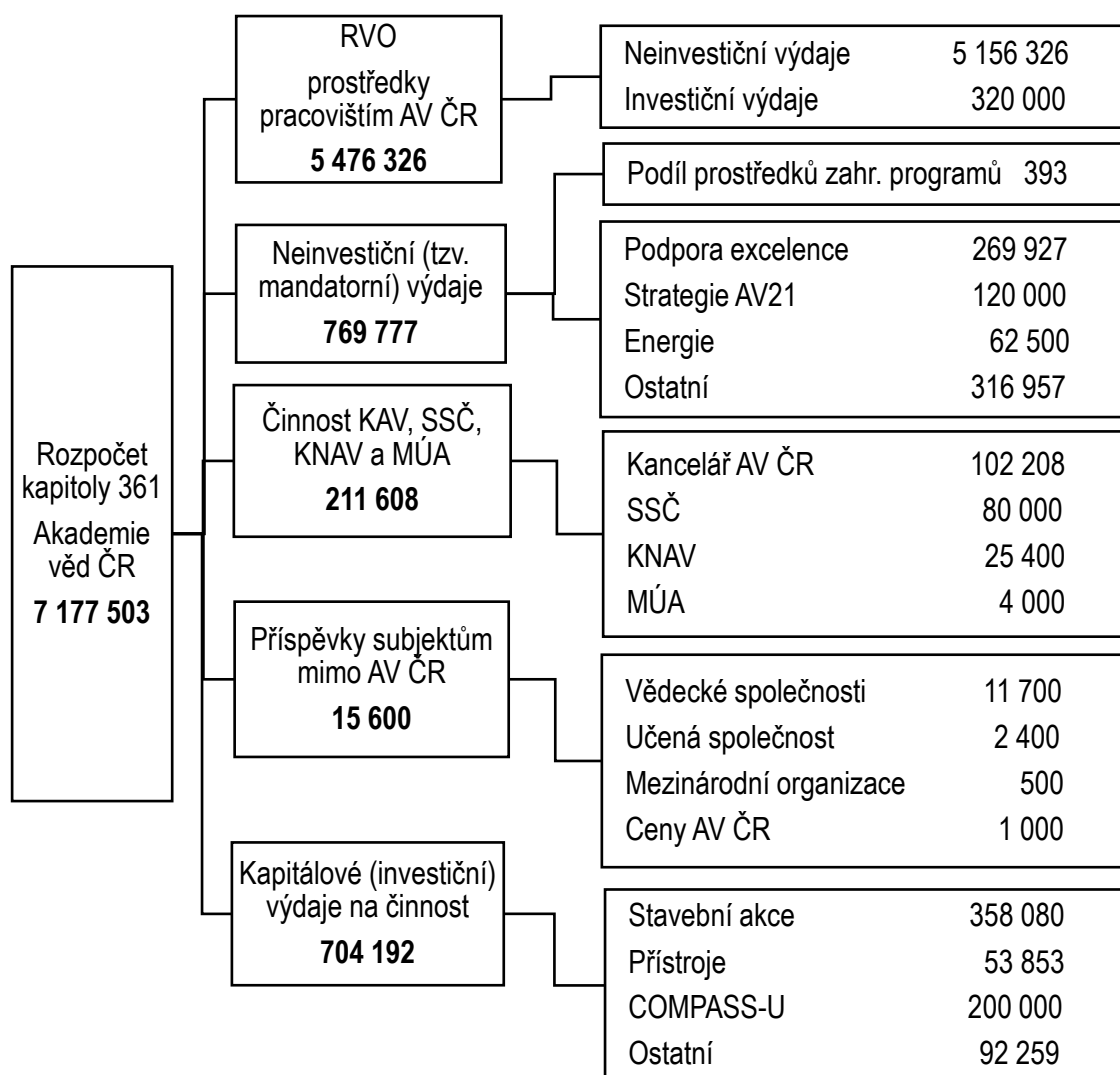 Rozpočet
kapitoly 361
Akademie
věd ČR
7 177 503
RVO
prostředky
pracovištím AV ČR
5 476 326
Neinvestiční výdaje 5 156 326
Investiční výdaje 320 000
Neinvestiční (tzv.
mandatorní) výdaje
769 777
Podíl prostředků zahr. programů 393
Podpora excelence 269 927
Strategie AV21 120 000
Energie 62 500
Ostatní 316 957
Činnost KAV, SSČ,
KNAV a MÚA
211 608
Kancelář AV ČR 102 208
SSČ 80 000
KNAV 25 400
MÚA 4 000
Příspěvky subjektům
mimo AV ČR
15 600
Vědecké společnosti 11 700
Učená společnost 2 400
Mezinárodní organizace 500
Ceny AV ČR 1 000
Kapitálové (investiční)
výdaje na činnost
704 192
Stavební akce 358 080
Přístroje 53 853
COMPASS-U 200 000
Ostatní 92 259